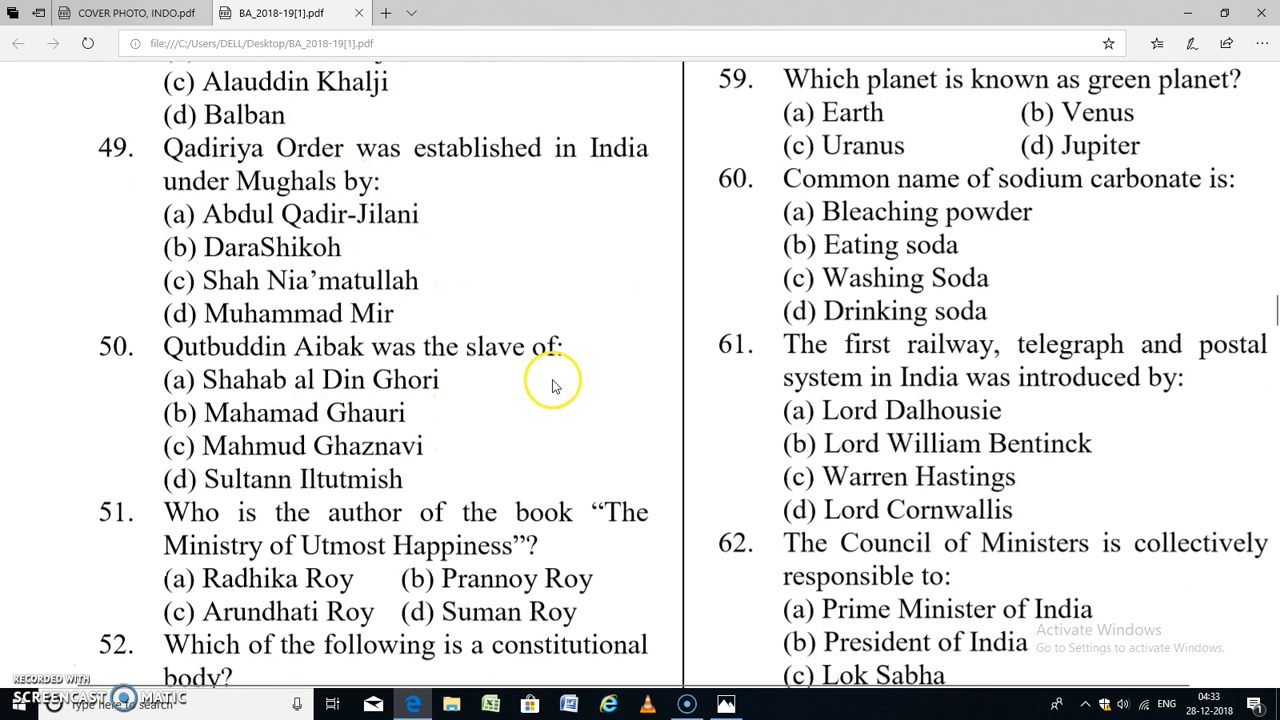 COVER PHOTO, INDO.pdf
BA_2018-19[1].pdf
file:///C:/Users/DELL/Desktop/BA_2018-19[1].pdf
(c) Alauddin Khalji
(d) Balban
49. Qadiriya Order was established in India
under Mughals by:
(a) Abdul Qadir-Jilani
(b) DaraShikoh
(c) Shah Nia’matullah
(d) Muhammad Mir
50. Qutbuddin Aibak was the slave of:
(a) Shahab al Din Ghori
(b) Mahamad Ghauri
(c) Mahmud Ghaznavi
(d) Sultann Iltutmish
51. Who is the author of the book “The
Ministry of Utmost Happiness”?
(a) Radhika Roy (b) Prannoy Roy
(c) Arundhati Roy (d) Suman Roy
52. Which of the following is a constitutional
body?
59. Which planet is known as green planet?
(a) Earth (b) Venus
(c) Uranus (d) Jupiter
60. Common name of sodium carbonate is:
(a) Bleaching powder
(b) Eating soda
(c) Washing Soda
(d) Drinking soda
61. The first railway, telegraph and postal
system in India was introduced by:
(a) Lord Dalhousie
(b) Lord William Bentinck
(c) Warren Hastings
(d) Lord Cornwallis
62. The Council of Ministers is collectively
responsible to:
(a) Prime Minister of India
(b) President of India
(c) Lok Sabha
Activate Windows
Go to Settings to activate Windows.
RECORDED WITH
SCREENCAST MATIC
Type here to search
ENG
04:33
28-12-2018